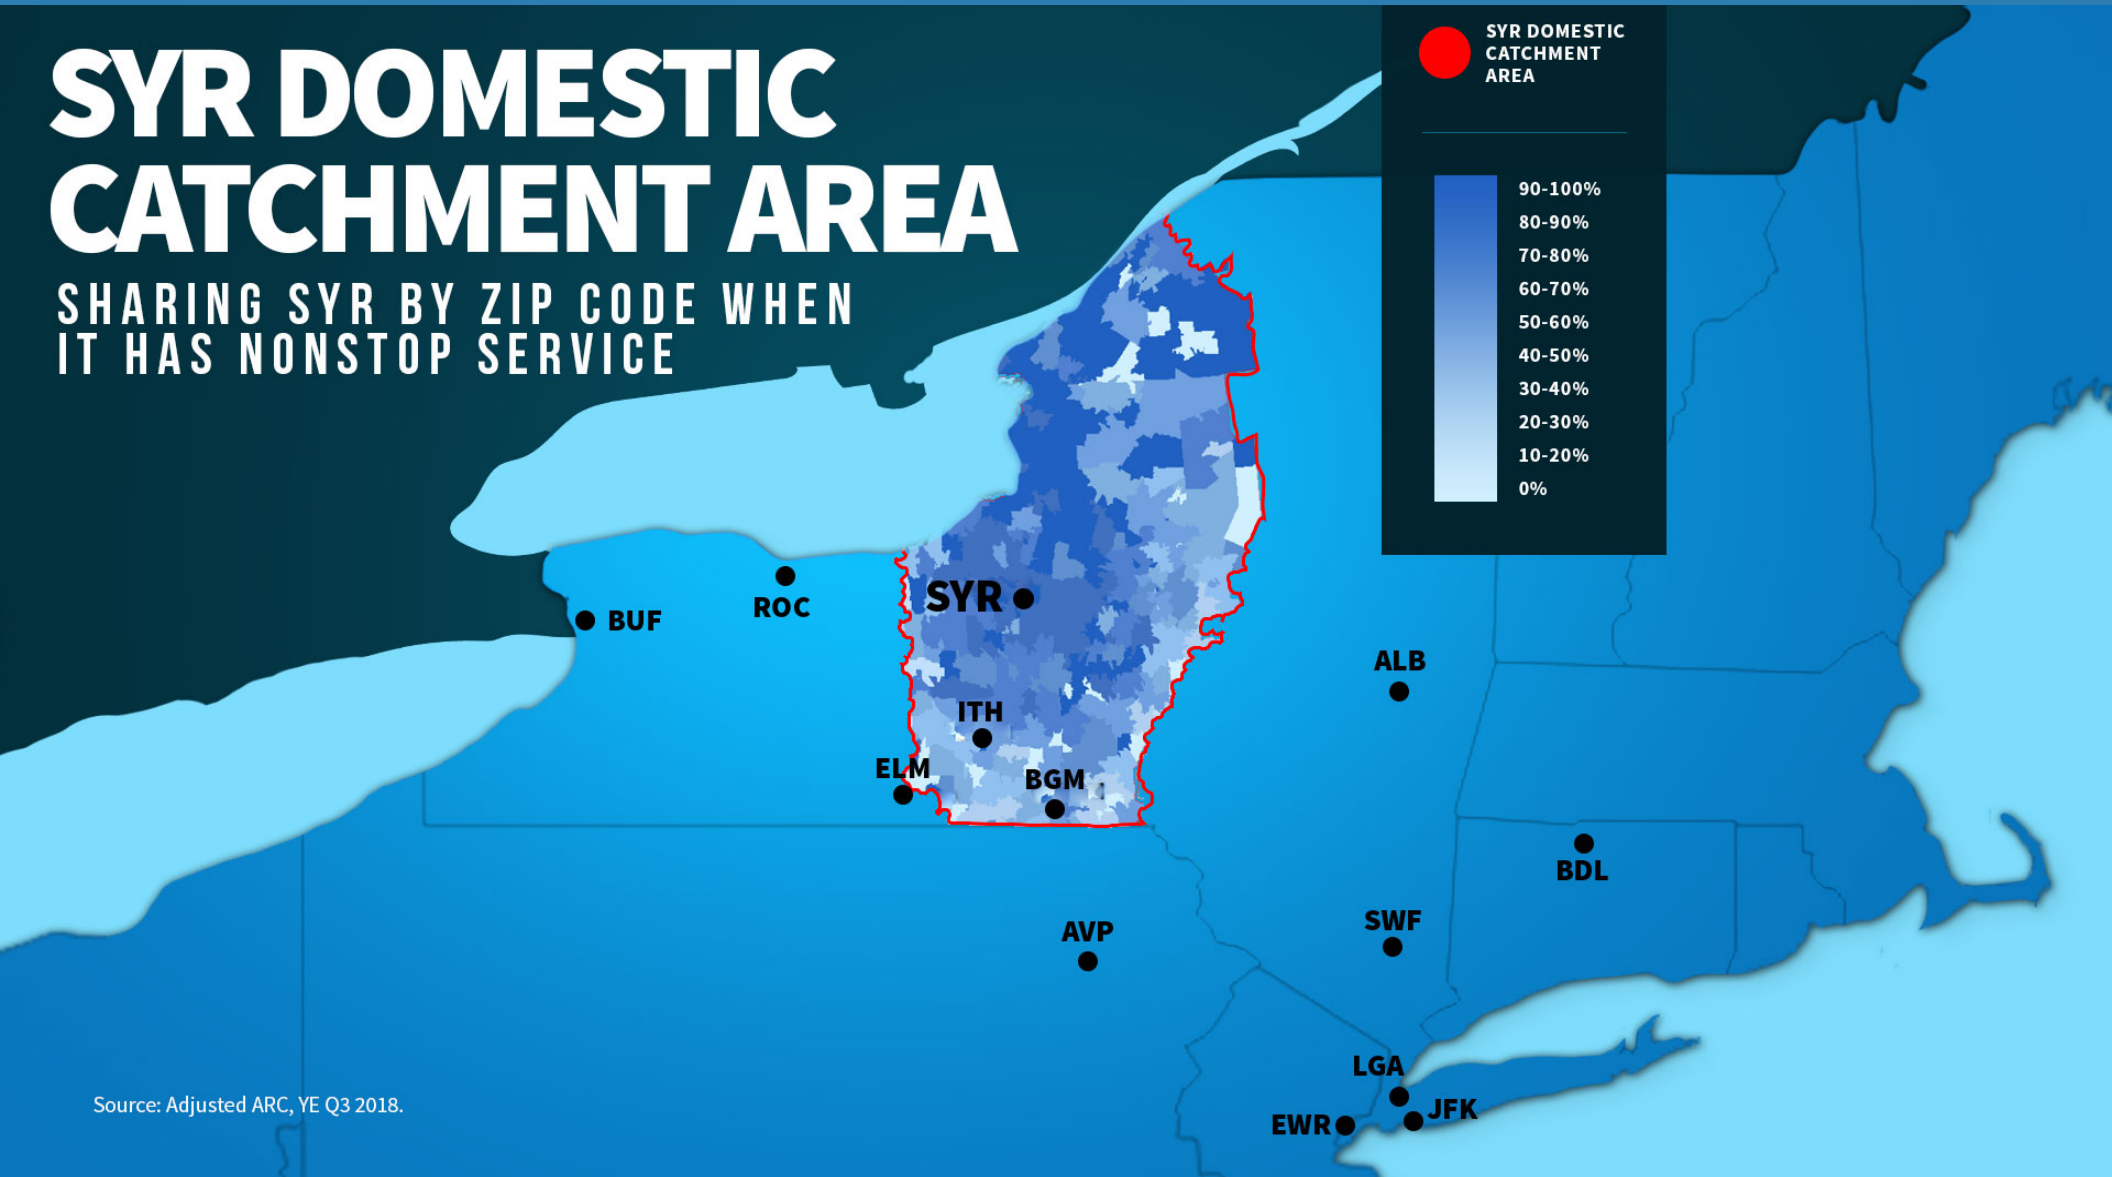 SYR DOMESTIC
CATCHMENT AREA
SHARING SYR BY ZIP CODE WHEN
IT HAS NONSTOP SERVICE
SYR DOMESTIC
CATCHMENT
AREA
90-100%
80-90%
70-80%
60-70%
50-60%
40-50%
30-40%
20-30%
10-20%
0%
ROC
BUF
SYR
ALB
ITH
ELM
BGM
BDL
SWF
AVP
LGA
JFK
EWR
Source: Adjusted ARC, YE Q3 2018.